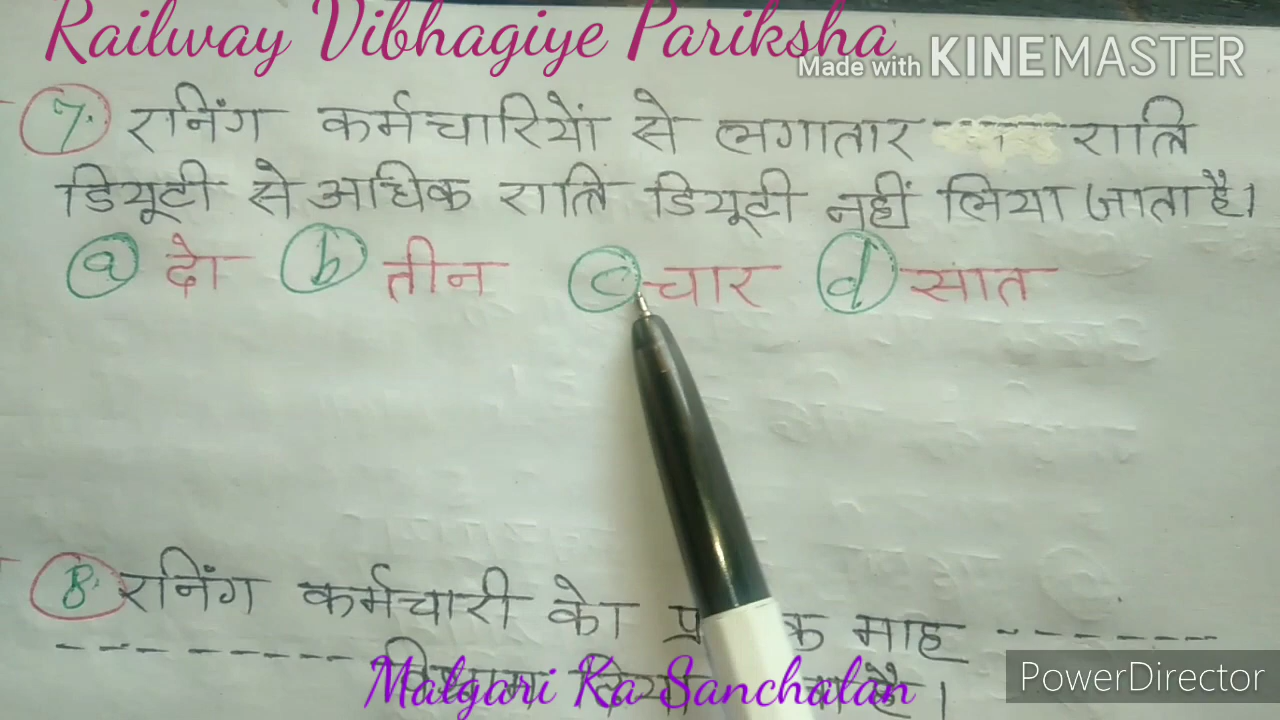 Railway Vibhagiye Pariksha
Made with KINEMASTER
7. रनिंग कर्मचारियों से लगातार ----- रात्रि
डियूटी से अधिक रात्रि डियूटी नहीं लिया जाता है।
a दो b तीन c चार d सात
8. रनिंग कर्मचारी को माह -------
---------- है।
Malgari Ka Sanchalan
PowerDirector